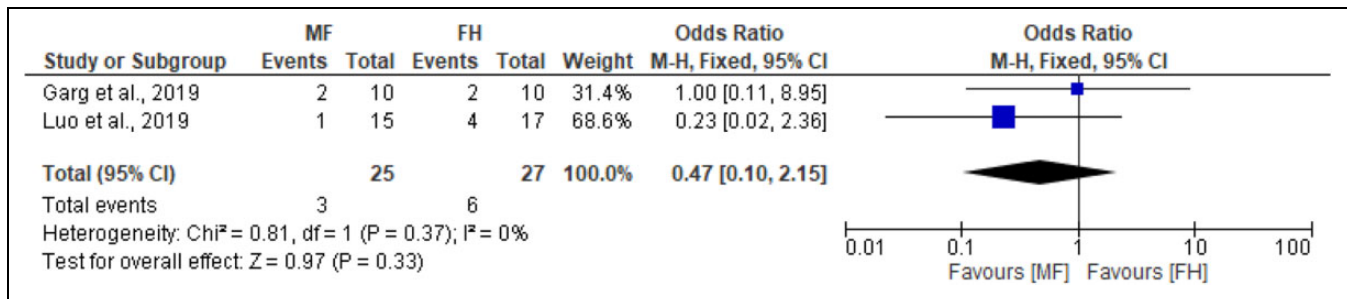 MF FH Odds Ratio Odds Ratio
Study or Subgroup Events Total Events Total Weight M-H, Fixed, 95% CI M-H, Fixed, 95% CI
Garg et al., 2019 2 10 2 10 31.4% 1.00 [0.11, 8.95]
Luo et al., 2019 1 15 4 17 68.6% 0.23 [0.02, 2.36]
Total (95% CI) 25 27 100.0% 0.47 [0.10, 2.15]
Total events 3 6
Heterogeneity: Chi² = 0.81, df = 1 (P = 0.37); I² = 0%
Test for overall effect: Z = 0.97 (P = 0.33)
0.01 0.1 1 10 100
Favours [MF] Favours [FH]